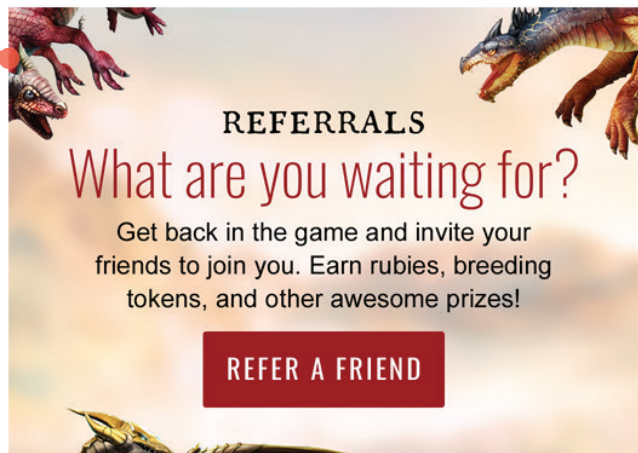 REFERRALS
What are you waiting for?
Get back in the game and invite your
friends to join you. Earn rubies, breeding
tokens, and other awesome prizes!
REFER A FRIEND